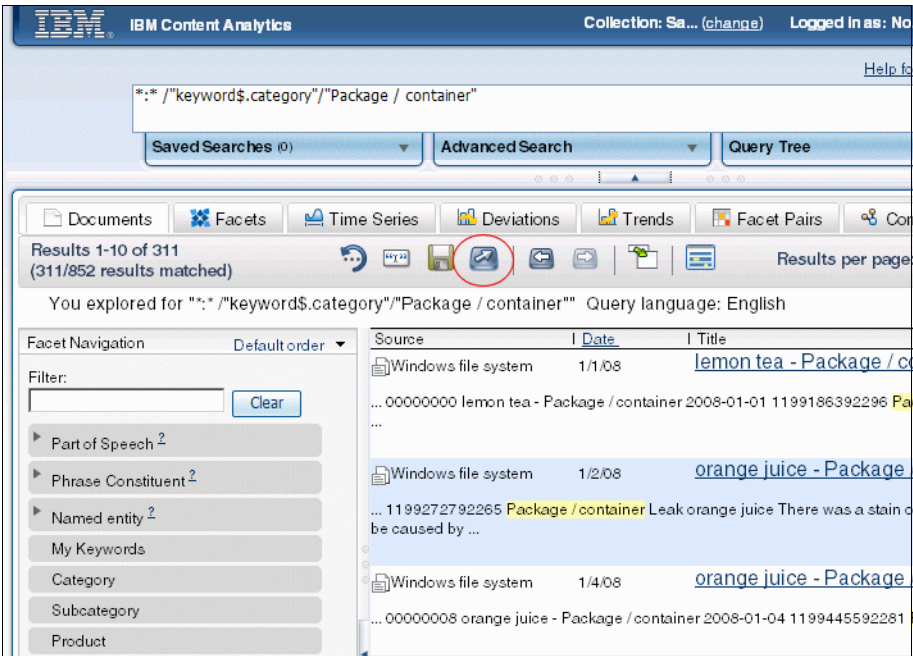 IBM IBM Content Analytics Collection: Sa... (change) Logged in as: No
Help fo
*:* /"keyword$.category"/"Package / container"
Saved Searches (0) Advanced Search Query Tree
Documents Facets Time Series Deviations Trends Facet Pairs Con
Results 1-10 of 311
(311/852 results matched) Results per page:
You explored for "*:* /"keyword$.category"/"Package / container"" Query language: English
Facet Navigation Default order
Source Date Title
Filter:
Clear
Windows file system 1/1/08 lemon tea - Package / co
... 00000000 lemon tea - Package / container 2008-01-01 1199186392296 Pa
...
Part of Speech ?
Phrase Constituent ?
Named entity ?
My Keywords
Category
Subcategory
Product
Windows file system 1/2/08 orange juice - Package
... 1199272792265 Package / container Leak orange juice There was a stain o
be caused by ...
Windows file system 1/4/08 orange juice - Package
... 00000008 orange juice - Package / container 2008-01-04 1199445592281